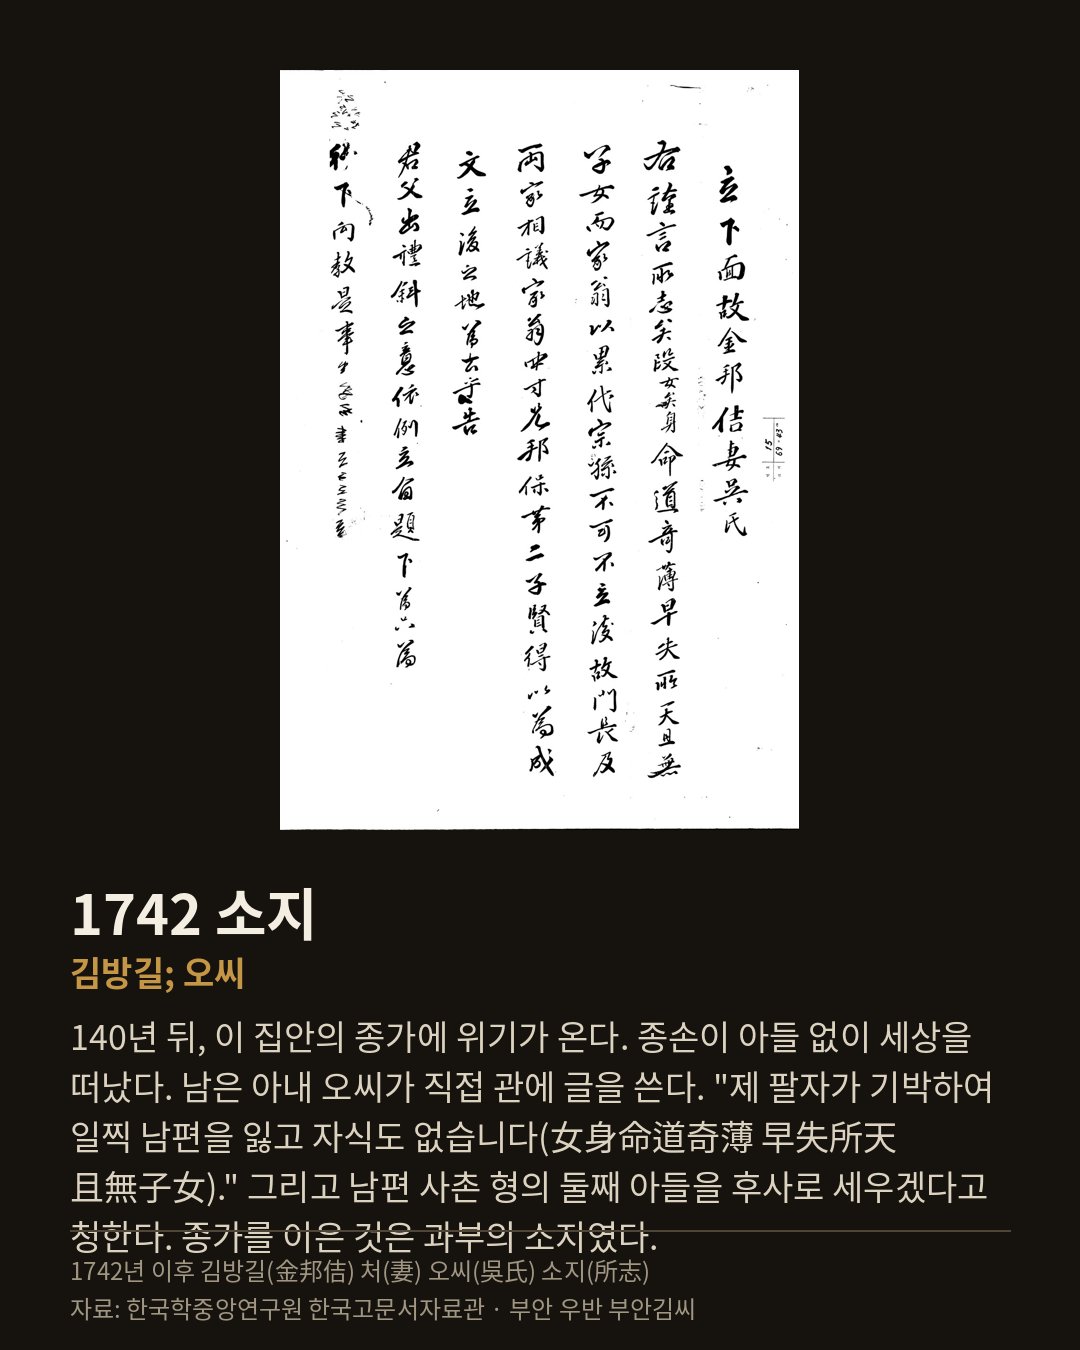 立下面故金邦佶妻吳氏
右謹言所志矣段女矣身命道奇薄早失所天且無
子女而家翁以累代宗孫不可不立後故門長及
兩家相議家翁四寸兄邦保第二子賢得以爲成
文立後之地爲去乎告
君父出禮斜之意依例立旨題下爲只爲
行下向敎是事
15
69-43-
1742 소지
김방길; 오씨
140년 뒤, 이 집안의 종가에 위기가 온다. 종손이 아들 없이 세상을
떠났다. 남은 아내 오씨가 직접 관에 글을 쓴다. "제 팔자가 기박하여
일찍 남편을 잃고 자식도 없습니다(女身命道奇薄 早失所天
且無子女)." 그리고 남편 사촌 형의 둘째 아들을 후사로 세우겠다고
청한다. 종가를 이은 것은 과부의 소지였다.
1742년 이후 김방길(金邦佶) 처(妻) 오씨(吳氏) 소지(所志)
자료: 한국학중앙연구원 한국고문서자료관 · 부안 우반 부안김씨